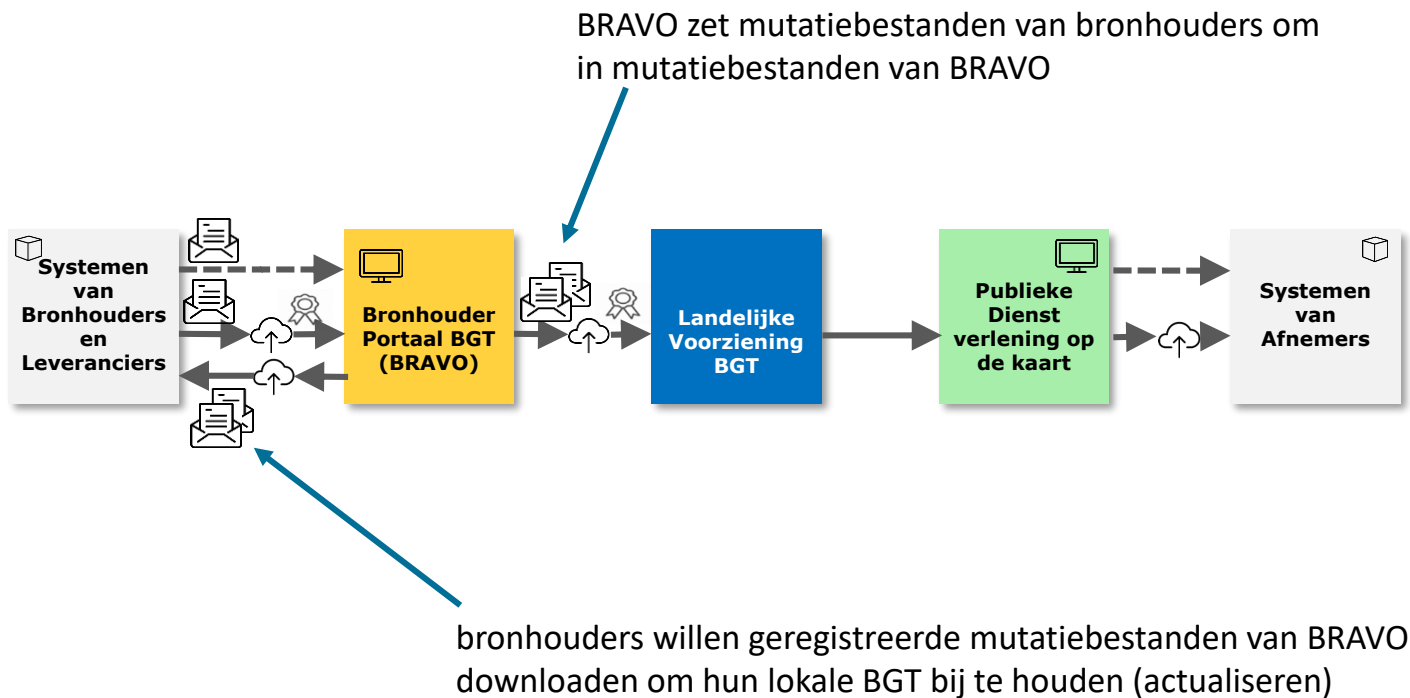 BRAVO zet mutatiebestanden van bronhouders om
in mutatiebestanden van BRAVO
Systemen
van
Bronhouders
en
Leveranciers
Bronhouder
Portaal BGT
(BRAVO)
Landelijke
Voorziening
BGT
Publieke
Dienst
verlening op
de kaart
Systemen
van
Afnemers
bronhouders willen geregistreerde mutatiebestanden van BRAVO
downloaden om hun lokale BGT bij te houden (actualiseren)